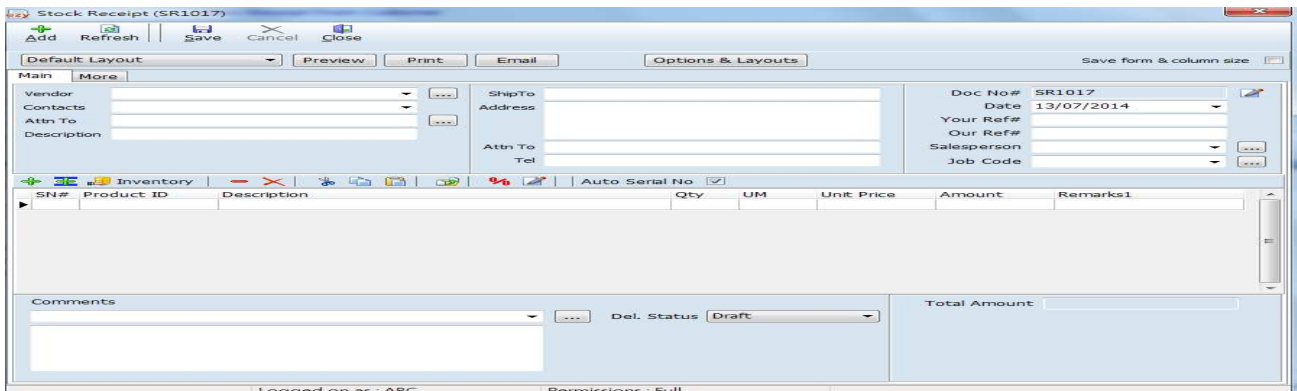 ezy Stock Receipt (SR1017)
Add Refresh Save Cancel Close
Default Layout Preview Print Email Options & Layouts Save form & column size
Main More
Vendor ... ShipTo Doc No# SR1017
Contacts Address Date 13/07/2014
Attn To ... Your Ref#
Description Our Ref#
Attn To Salesperson ...
Tel Job Code ...
Inventory % Auto Serial No
SN# Product ID Description Qty UM Unit Price Amount Remarks1
Comments Total Amount
... Del. Status Draft
Logged on as : ABC Permissions : Full